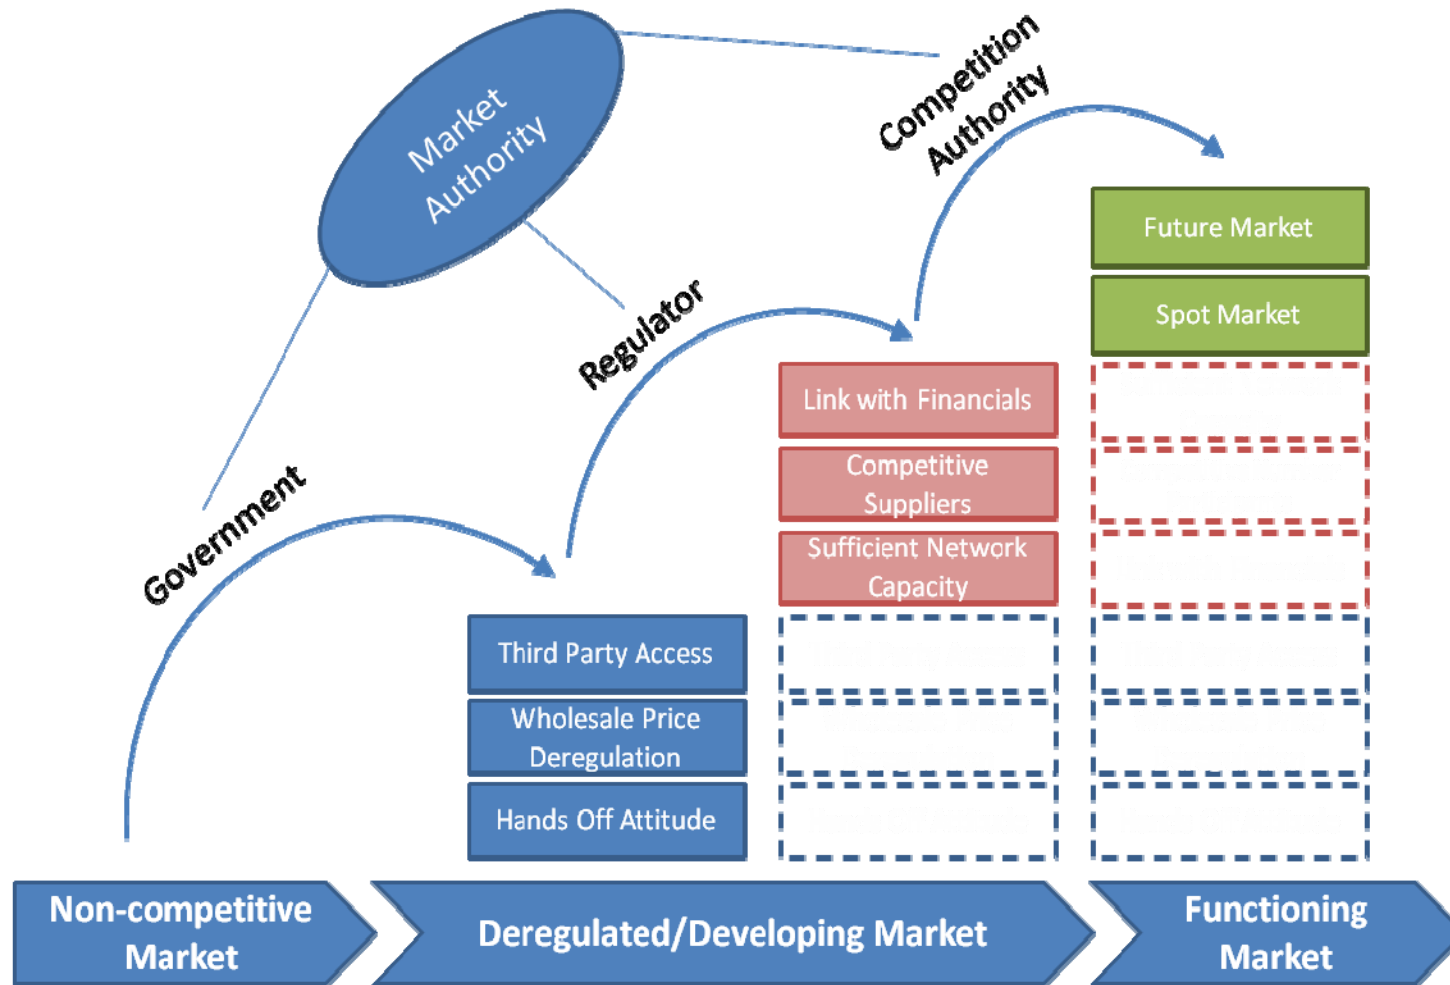 Market
Authority
Competition
Authority
Regulator
Government
Future Market
Spot Market
Link with Financials
Competitive
Suppliers
Sufficient Network
Capacity
Third Party Access
Wholesale Price
Deregulation
Hands Off Attitude
Non-competitive
Market
Deregulated/Developing Market
Functioning
Market